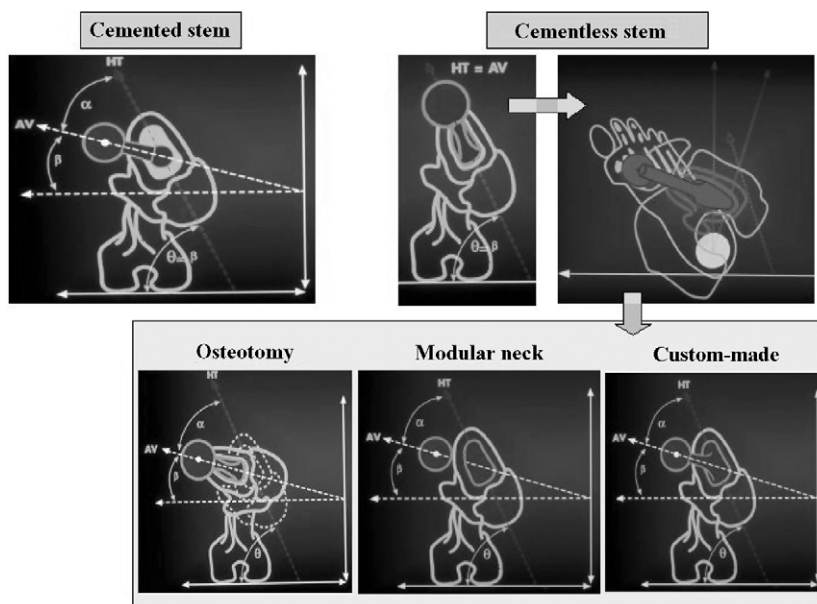 Cemented stem
Cementless stem
HT
α
AV
β
θ=β
HT = AV
θ=β
Osteotomy
Modular neck
Custom-made
HT
α
AV
β
θ
HT
α
AV
β
θ
HT
α
AV
β
θ